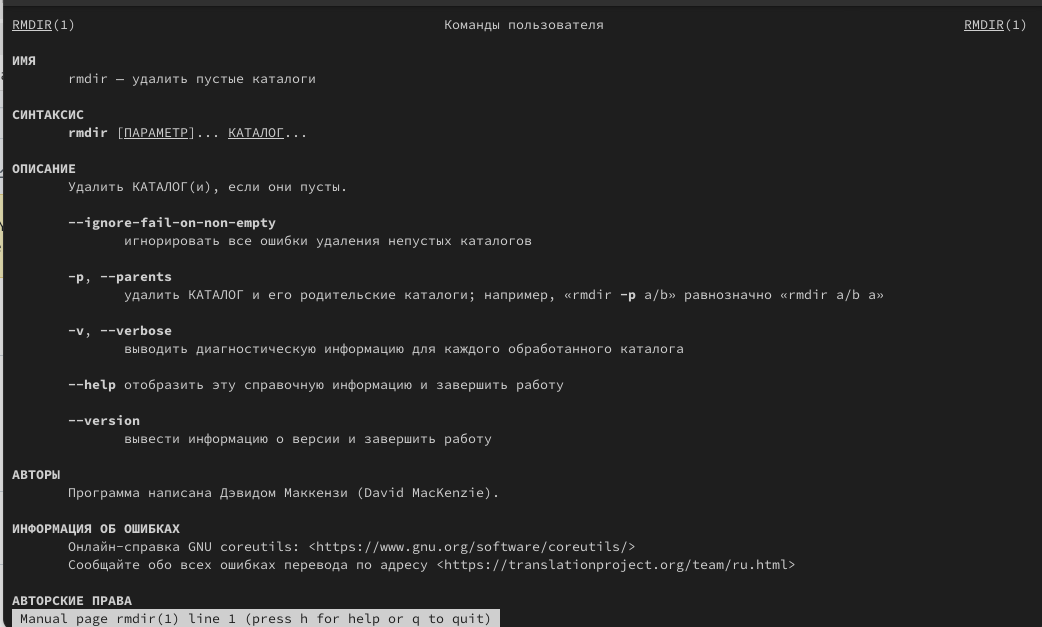 RMDIR(1) Команды пользователя RMDIR(1)
ИМЯ
rmdir — удалить пустые каталоги
СИНТАКСИС
rmdir [ПАРАМЕТР]... КАТАЛОГ...
ОПИСАНИЕ
Удалить КАТАЛОГ(и), если они пусты.
--ignore-fail-on-non-empty
игнорировать все ошибки удаления непустых каталогов
-p, --parents
удалить КАТАЛОГ и его родительские каталоги; например, «rmdir -p a/b» равнозначно «rmdir a/b a»
-v, --verbose
выводить диагностическую информацию для каждого обработанного каталога
--help отобразить эту справочную информацию и завершить работу
--version
вывести информацию о версии и завершить работу
АВТОРЫ
Программа написана Дэвидом Маккензи (David MacKenzie).
ИНФОРМАЦИЯ ОБ ОШИБКАХ
Онлайн-справка GNU coreutils: <https://www.gnu.org/software/coreutils/>
Сообщайте обо всех ошибках перевода по адресу <https://translationproject.org/team/ru.html>
АВТОРСКИЕ ПРАВА
Manual page rmdir(1) line 1 (press h for help or q to quit)